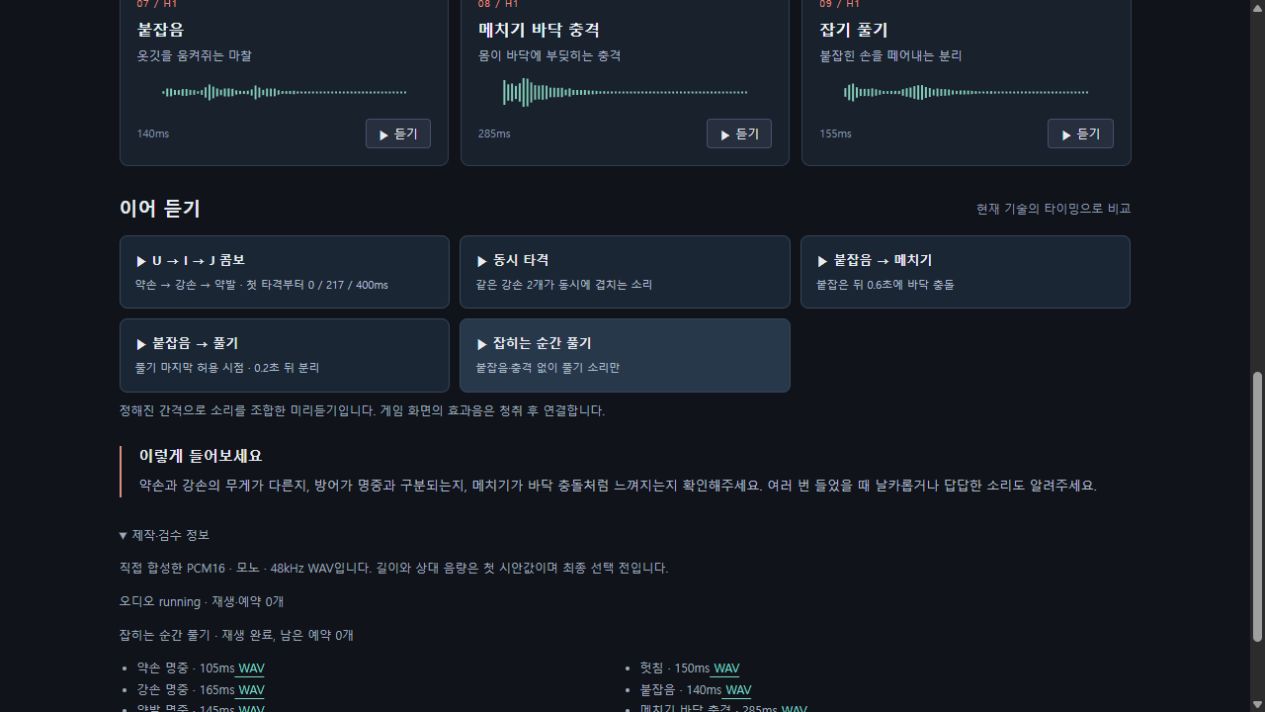 07 / H1
붙잡음
옷깃을 움켜쥐는 마찰
140ms
▶ 듣기
08 / H1
메치기 바닥 충격
몸이 바닥에 부딪히는 충격
285ms
▶ 듣기
09 / H1
잡기 풀기
붙잡힌 손을 떼어내는 분리
155ms
▶ 듣기
이어 듣기
현재 기술의 타이밍으로 비교
▶ U → I → J 콤보
약손 → 강손 → 약발 · 첫 타격부터 0 / 217 / 400ms
▶ 동시 타격
같은 강손 2개가 동시에 겹치는 소리
▶ 붙잡음 → 메치기
붙잡은 뒤 0.6초에 바닥 충돌
▶ 붙잡음 → 풀기
풀기 마지막 허용 시점 · 0.2초 뒤 분리
▶ 잡히는 순간 풀기
붙잡음·충격 없이 풀기 소리만
정해진 간격으로 소리를 조합한 미리듣기입니다. 게임 화면의 효과음은 청취 후 연결합니다.
이렇게 들어보세요
약손과 강손의 무게가 다른지, 방어가 명중과 구분되는지, 메치기가 바닥 충돌처럼 느껴지는지 확인해주세요. 여러 번 들었을 때 날카롭거나 답답한 소리도 알려주세요.
▼ 제작·검수 정보
직접 합성한 PCM16 · 모노 · 48kHz WAV입니다. 길이와 상대 음량은 첫 시안값이며 최종 선택 전입니다.
오디오 running · 재생·예약 0개
잡히는 순간 풀기 · 재생 완료, 남은 예약 0개
• 약손 명중 · 105ms WAV
• 강손 명중 · 165ms WAV
• 약발 명중 · 145ms WAV
• 헛침 · 150ms WAV
• 붙잡음 · 140ms WAV
• 메치기 바닥 충격 · 285ms WAV